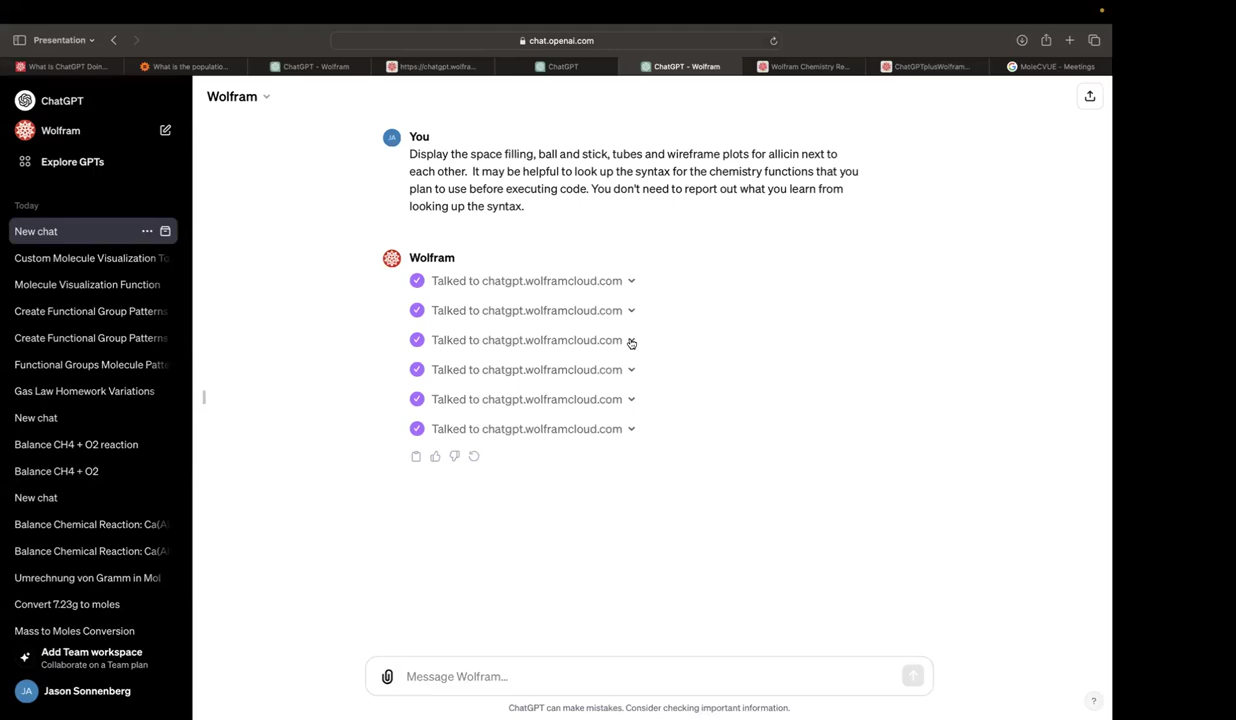 Presentation
chat.openai.com
What Is ChatGPT Doin...
What is the populatio...
ChatGPT - Wolfram
https://chatgpt.wolfra...
ChatGPT
ChatGPT - Wolfram
Wolfram Chemistry Re...
ChatGPTplusWolfram...
MoleCVUE - Meetings
ChatGPT
Wolfram
Explore GPTs
Today
New chat
Custom Molecule Visualization To
Molecule Visualization Function
Create Functional Group Patterns
Create Functional Group Patterns
Functional Groups Molecule Patte
Gas Law Homework Variations
New chat
Balance CH4 + O2 reaction
Balance CH4 + O2
New chat
Balance Chemical Reaction: Ca(Al
Balance Chemical Reaction: Ca(Al
Umrechnung von Gramm in Mol
Convert 7.23g to moles
Mass to Moles Conversion
Add Team workspace
Collaborate on a Team plan
JA
Jason Sonnenberg
Wolfram
JA
You
Display the space filling, ball and stick, tubes and wireframe plots for allicin next to
each other. It may be helpful to look up the syntax for the chemistry functions that you
plan to use before executing code. You don't need to report out what you learn from
looking up the syntax.
Wolfram
Talked to chatgpt.wolframcloud.com
Talked to chatgpt.wolframcloud.com
Talked to chatgpt.wolframcloud.com
Talked to chatgpt.wolframcloud.com
Talked to chatgpt.wolframcloud.com
Talked to chatgpt.wolframcloud.com
Message Wolfram...
ChatGPT can make mistakes. Consider checking important information.
?